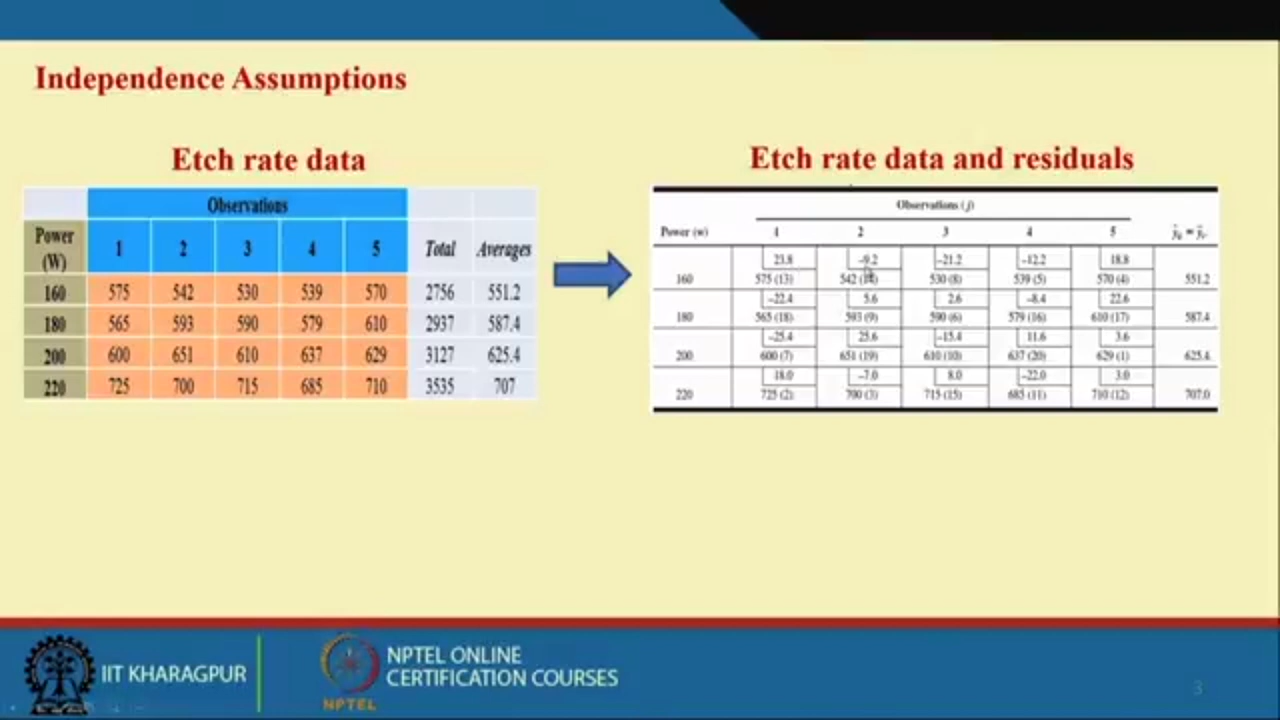 Independence Assumptions
Etch rate data
Observations
Power (W) 1 2 3 4 5 Total Averages
160 575 542 530 539 570 2756 551.2
180 565 593 590 579 610 2937 587.4
200 600 651 610 637 629 3127 625.4
220 725 700 715 685 710 3535 707
Etch rate data and residuals
Observations (j)
Power (w) 1 2 3 4 5
23.8 -9.2 -21.2 -12.2 18.8
160 575 (13) 542 (14) 530 (8) 539 (5) 570 (4) 551.2
-22.4 5.6 2.6 -8.4 22.6
180 565 (18) 593 (9) 590 (6) 579 (16) 610 (17) 587.4
-25.4 25.6 -15.4 11.6 3.6
200 600 (7) 651 (19) 610 (10) 637 (20) 629 (1) 625.4
18.0 -7.0 8.0 -22.0 3.0
220 725 (2) 700 (3) 715 (15) 685 (11) 710 (12) 707.0
IIT KHARAGPUR
NPTEL
NPTEL ONLINE
CERTIFICATION COURSES
3